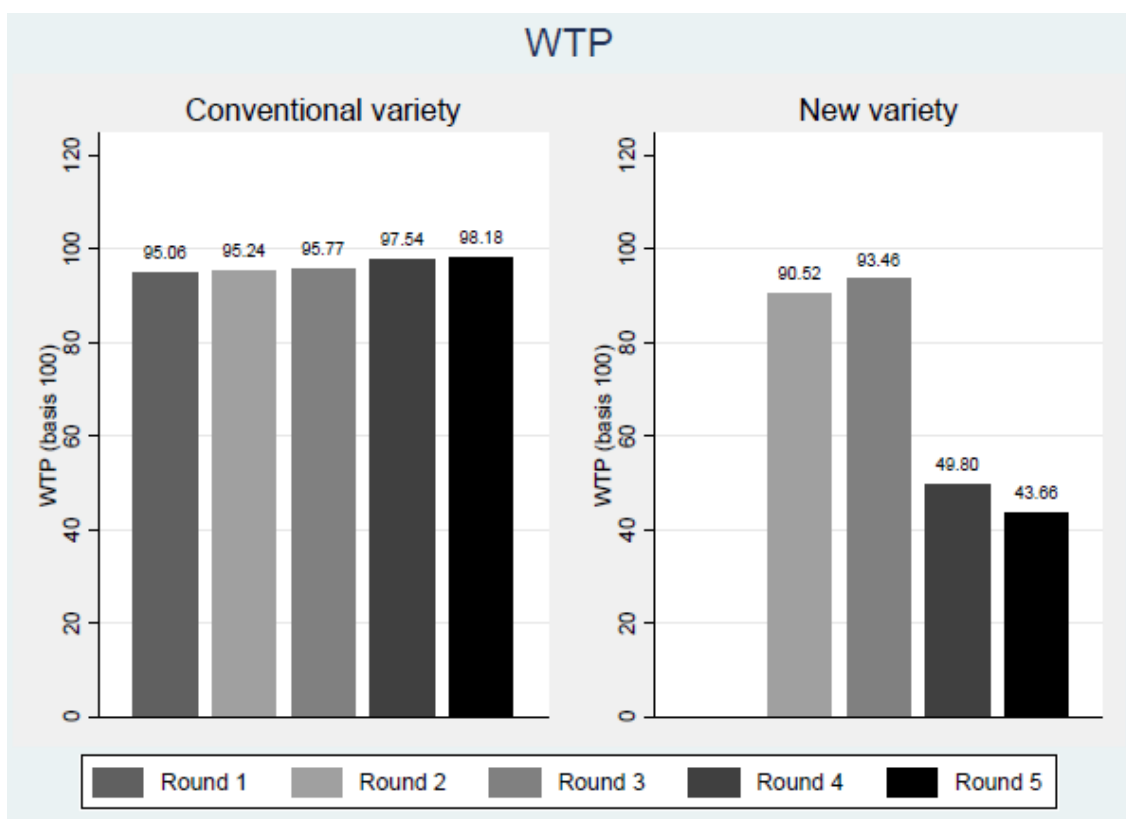 WTP
Conventional variety
New variety
WTP (basis 100)
0 20 40 60 80 100 120
95.06 95.24 95.77 97.54 98.18
WTP (basis 100)
0 20 40 60 80 100 120
90.52 93.46 49.80 43.66
Round 1 Round 2 Round 3 Round 4 Round 5